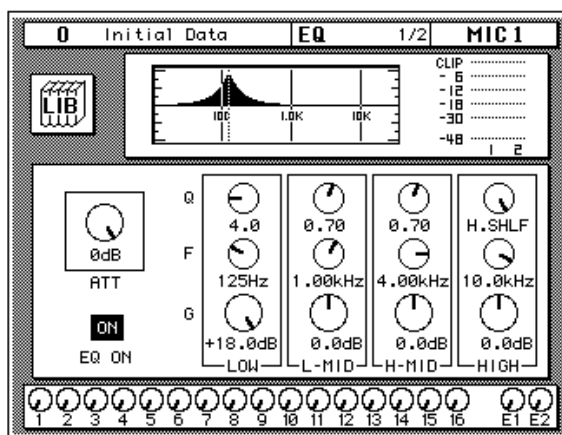 0 Initial Data EQ 1/2 MIC 1
LIB
CLIP
- 6
-12
-18
-30
-48
1 2
100 1.0K 10K
Q 4.0 0.70 0.70 H.SHLF
0dB
ATT
F 125Hz 1.00kHz 4.00kHz 10.0kHz
ON
EQ ON
G +18.0dB 0.0dB 0.0dB 0.0dB
LOW L-MID H-MID HIGH
1 2 3 4 5 6 7 8 9 10 11 12 13 14 15 16 E1 E2